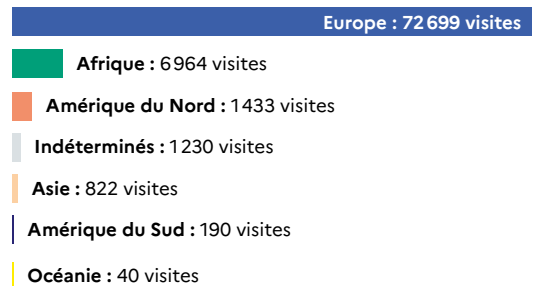 Europe : 72 699 visites
Afrique : 6 964 visites
Amérique du Nord : 1 433 visites
Indéterminés : 1 230 visites
Asie : 822 visites
Amérique du Sud : 190 visites
Océanie : 40 visites